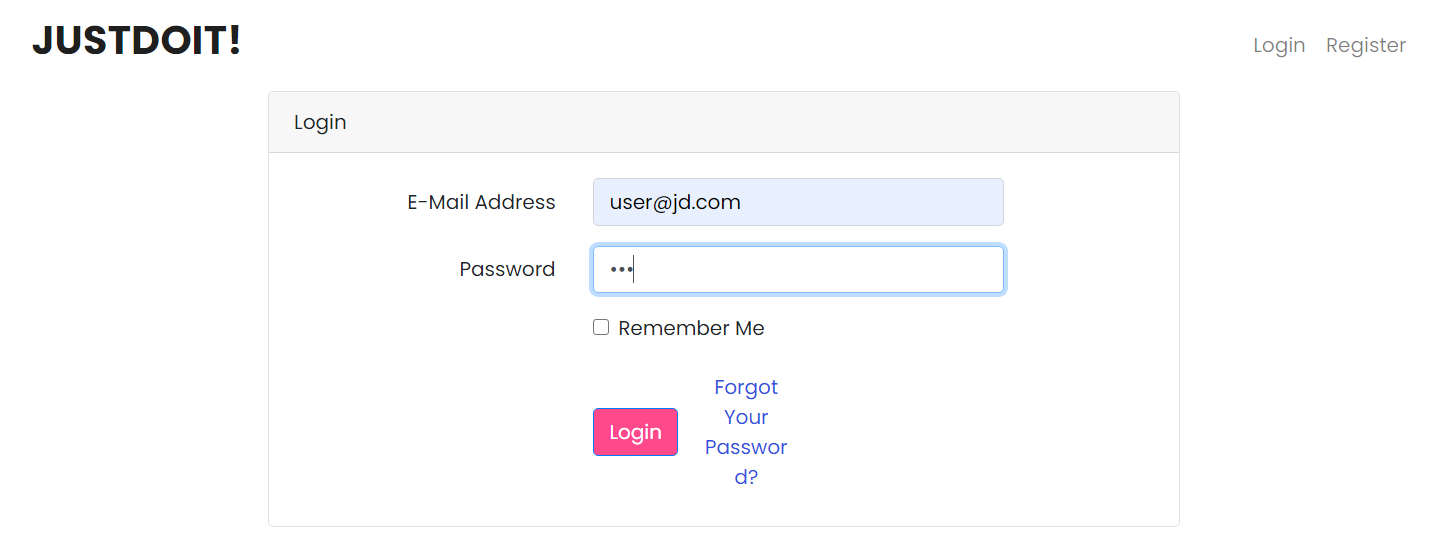 JUSTDOIT!
Login Register
Login
E-Mail Address user@jd.com
Password •••
Remember Me
Forgot
Your
Passwor
d?
Login